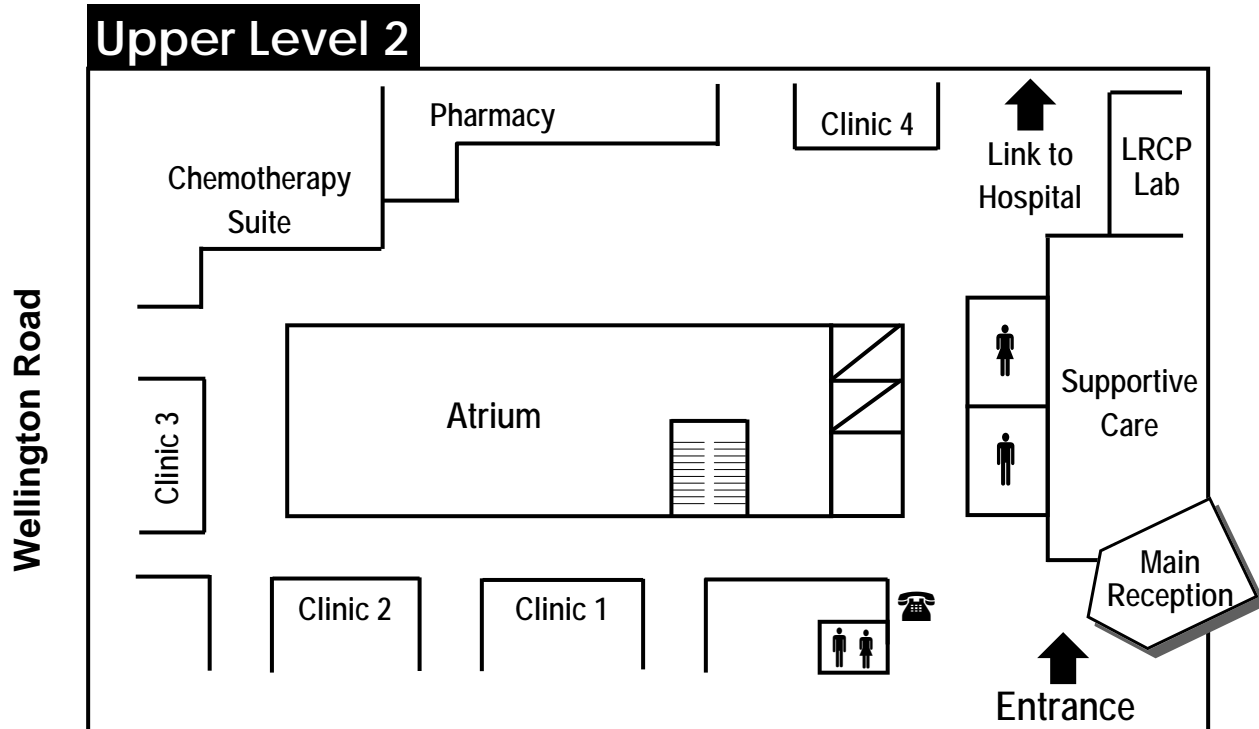 Upper Level 2
Pharmacy
Clinic 4
Link to
Hospital
LRCP
Lab
Chemotherapy
Suite
Wellington Road
Clinic 3
Atrium
Supportive
Care
Clinic 2
Clinic 1
Main
Reception
Entrance